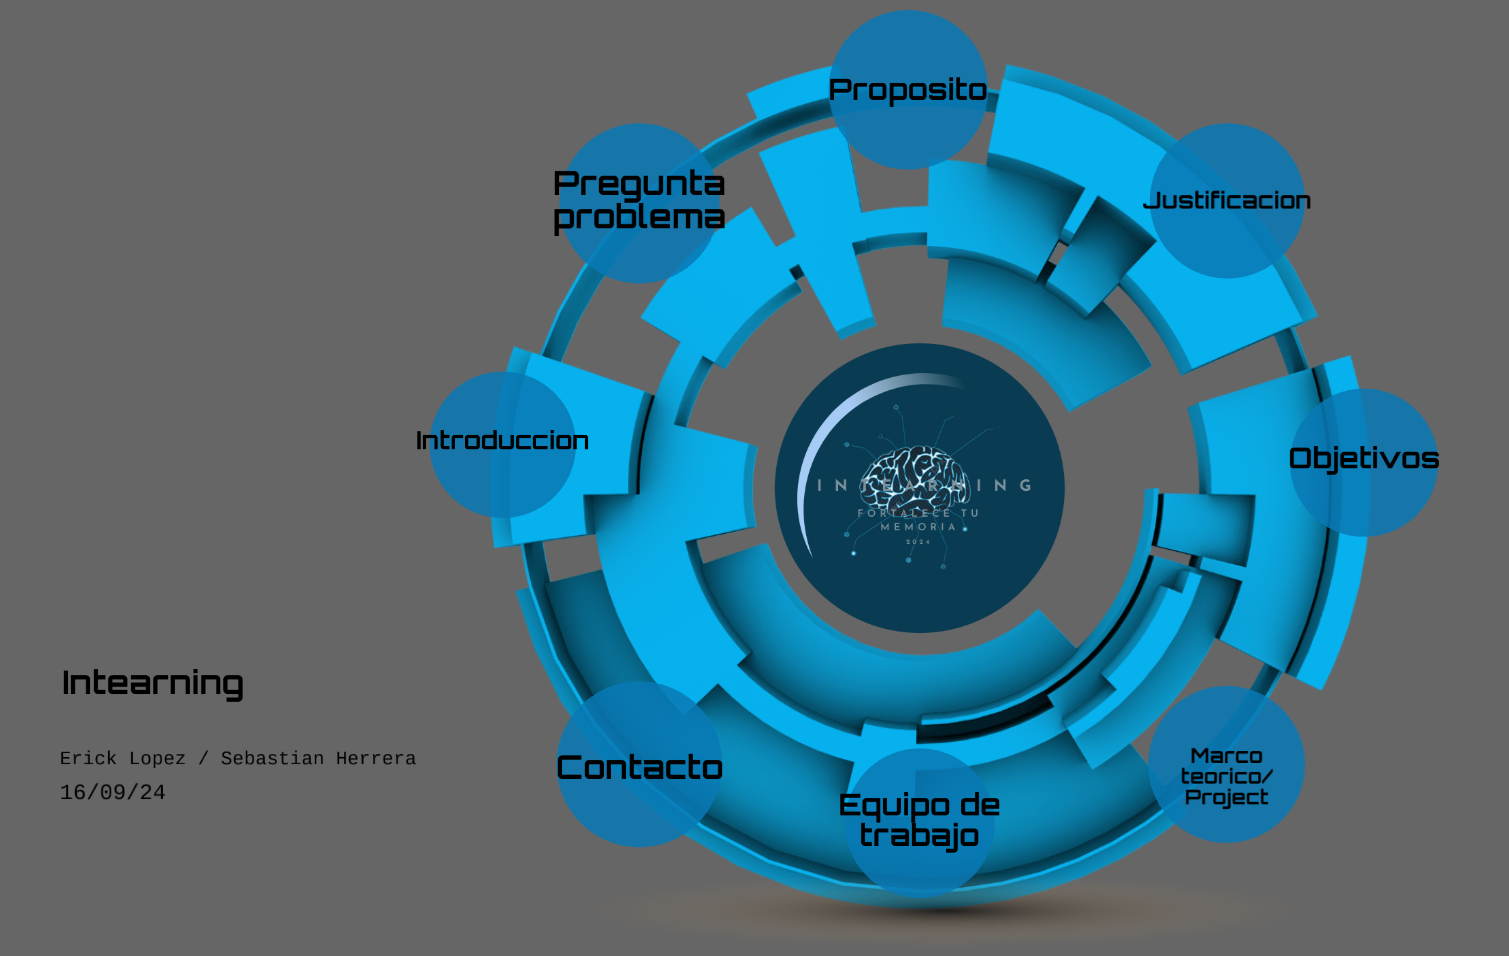 Proposito
Pregunta
problema
Justificacion
Introduccion
Objetivos
INTEARNING
FORTALECE TU
MEMORIA
2024
Intearning
Erick Lopez / Sebastian Herrera
16/09/24
Contacto
Equipo de
trabajo
Marco
teorico/
Project